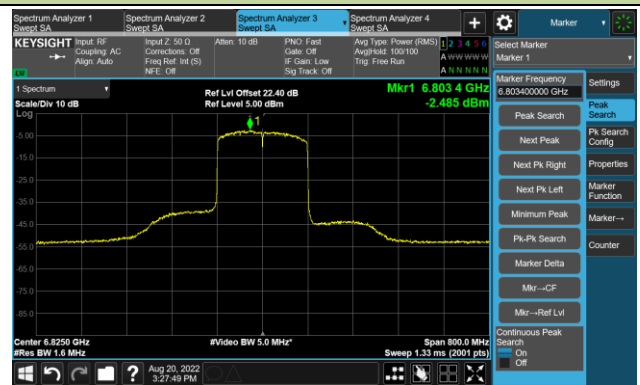 Spectrum Analyzer 1
Swept SA
Spectrum Analyzer 2
Swept SA
Spectrum Analyzer 3
Swept SA
Spectrum Analyzer 4
Swept SA
Marker
KEYSIGHT
Input: RF
Coupling: AC
Align: Auto
Input Z: 50 Ω
Corrections: Off
Freq Ref: Int (S)
NFE: Off
Atten: 10 dB
PNO: Fast
Gate: Off
IF Gain: Low
Sig Track: Off
Avg Type: Power (RMS)
Avg|Hold: 100/100
Trig: Free Run
1 2 3 4 5 6
A W W W W W
A N N N N N
Select Marker
Marker 1
1 Spectrum
Scale/Div 10 dB
Log
Ref Lvl Offset 22.40 dB
Ref Level 5.00 dBm
Mkr1 6.803 4 GHz
-2.485 dBm
1
-5.00
-15.0
-25.0
-35.0
-45.0
-55.0
-65.0
-75.0
-85.0
Center 6.8250 GHz
#Res BW 1.6 MHz
#Video BW 5.0 MHz*
Span 800.0 MHz
Sweep 1.33 ms (2001 pts)
Marker Frequency
6.803400000 GHz
Peak Search
Next Peak
Next Pk Right
Next Pk Left
Minimum Peak
Pk-Pk Search
Marker Delta
Mkr→CF
Mkr→Ref Lvl
Continuous Peak
Search
On
Off
Settings
Peak
Search
Pk Search
Config
Properties
Marker
Function
Marker→
Counter
Aug 20, 2022
3:27:49 PM